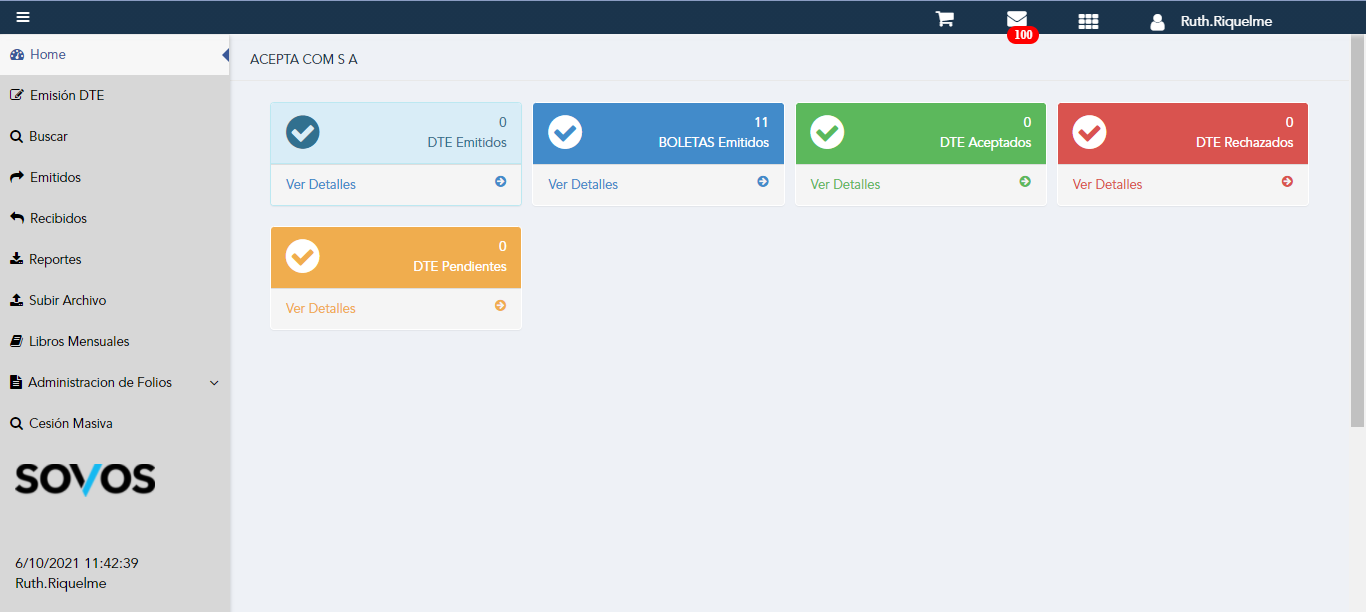 Ruth.Riquelme
100
Home
ACEPTA COM S A
Emisión DTE
Buscar
Emitidos
Recibidos
Reportes
Subir Archivo
Libros Mensuales
Administracion de Folios
Cesión Masiva
SOVOS
6/10/2021 11:42:39
Ruth.Riquelme
0
DTE Emitidos
Ver Detalles
11
BOLETAS Emitidos
Ver Detalles
0
DTE Aceptados
Ver Detalles
0
DTE Rechazados
Ver Detalles
0
DTE Pendientes
Ver Detalles